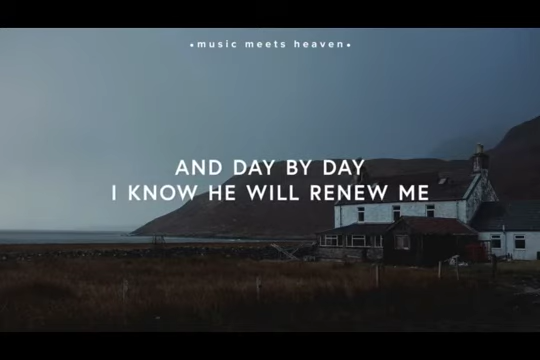 •music meets heaven•
AND DAY BY DAY
I KNOW HE WILL RENEW ME